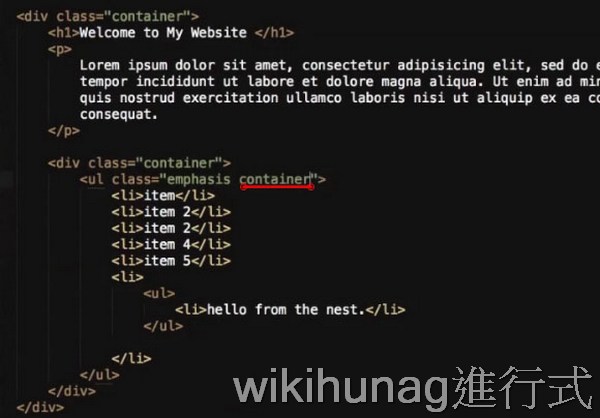 <div class="container">
<h1>Welcome to My Website </h1>
<p>
Lorem ipsum dolor sit amet, consectetur adipisicing elit, sed do e
tempor incididunt ut labore et dolore magna aliqua. Ut enim ad min
quis nostrud exercitation ullamco laboris nisi ut aliquip ex ea co
consequat.
</p>
<div class="container">
<ul class="emphasis container">
<li>item</li>
<li>item 2</li>
<li>item 2</li>
<li>item 4</li>
<li>item 5</li>
<li>
<ul>
<li>hello from the nest.</li>
</ul>
</li>
</ul>
</div>
</div>
wikihunag進行式